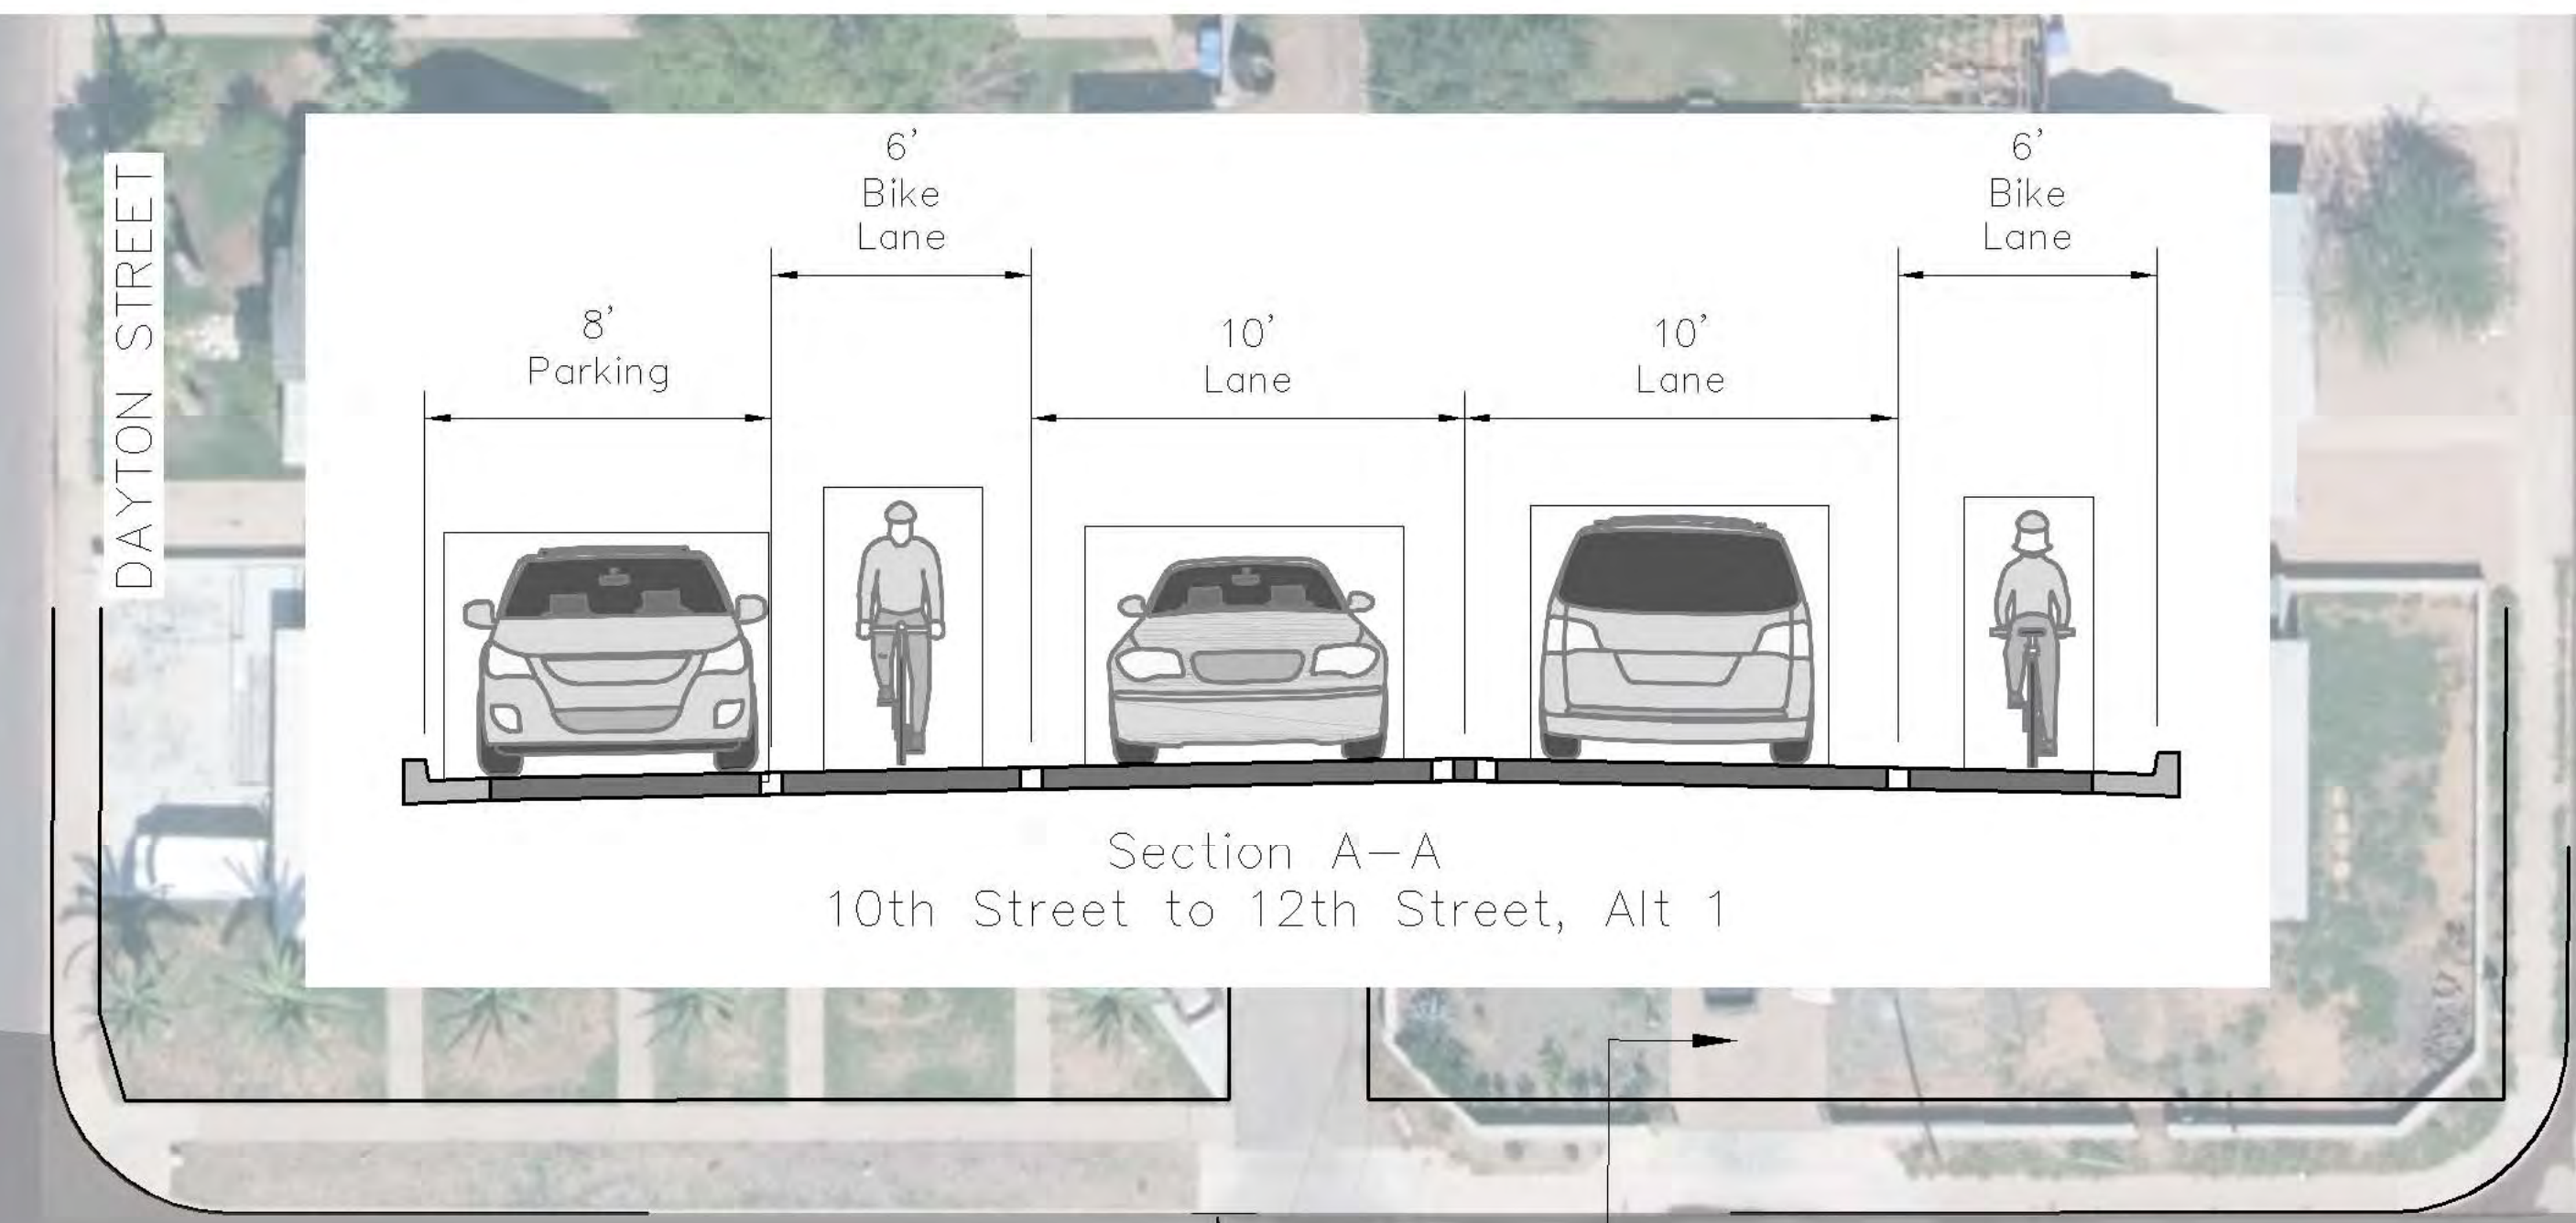 DAYTON STREET
6'
Bike
Lane
6'
Bike
Lane
8'
Parking
10'
Lane
10'
Lane
Section A-A
10th Street to 12th Street, Alt 1